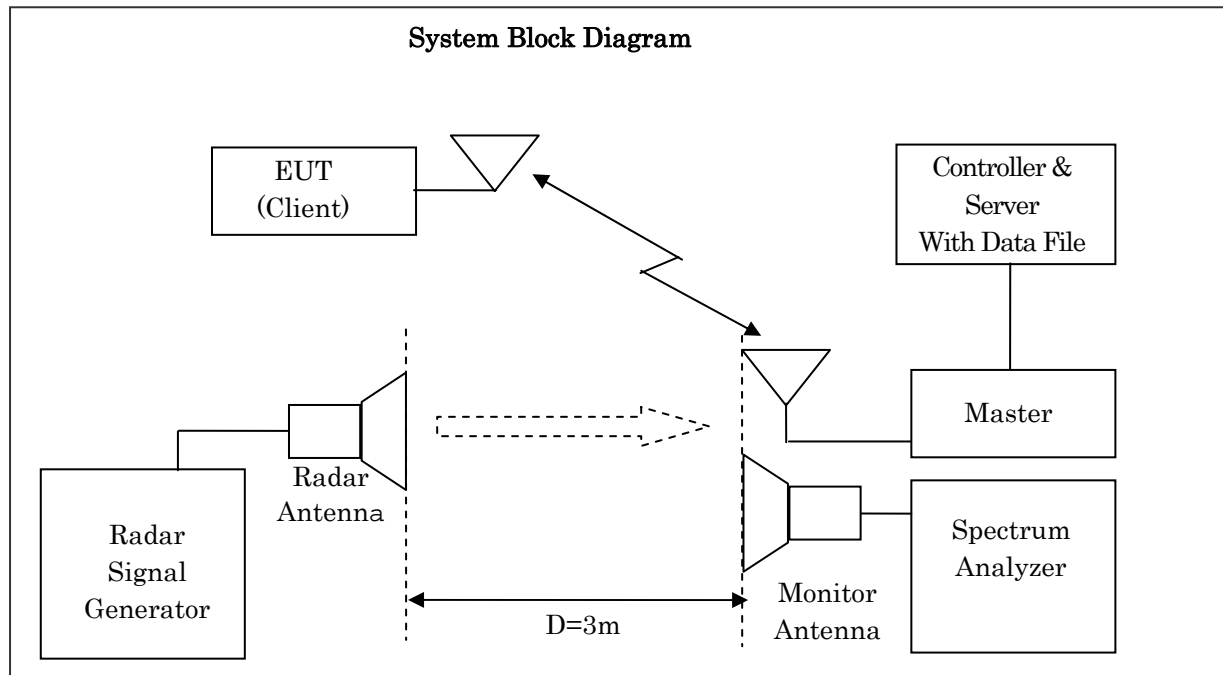 System Block Diagram
EUT
(Client)
Controller &
Server
With Data File
Master
Radar
Antenna
Radar
Signal
Generator
Spectrum
Analyzer
Monitor
Antenna
D=3m